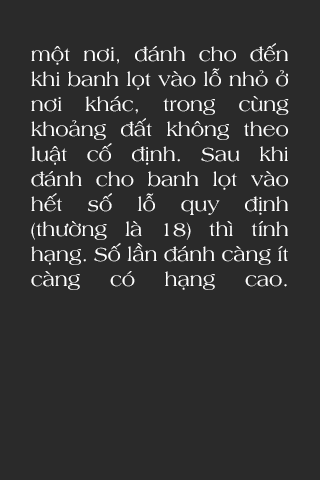 một nơi, đánh cho đến
khi banh lọt vào lỗ nhỏ ở
nơi khác, trong cùng
khoảng đất không theo
luật cố định. Sau khi
đánh cho banh lọt vào
hết số lỗ quy định
(thường là 18) thì tính
hạng. Số lần đánh càng ít
càng có hạng cao.